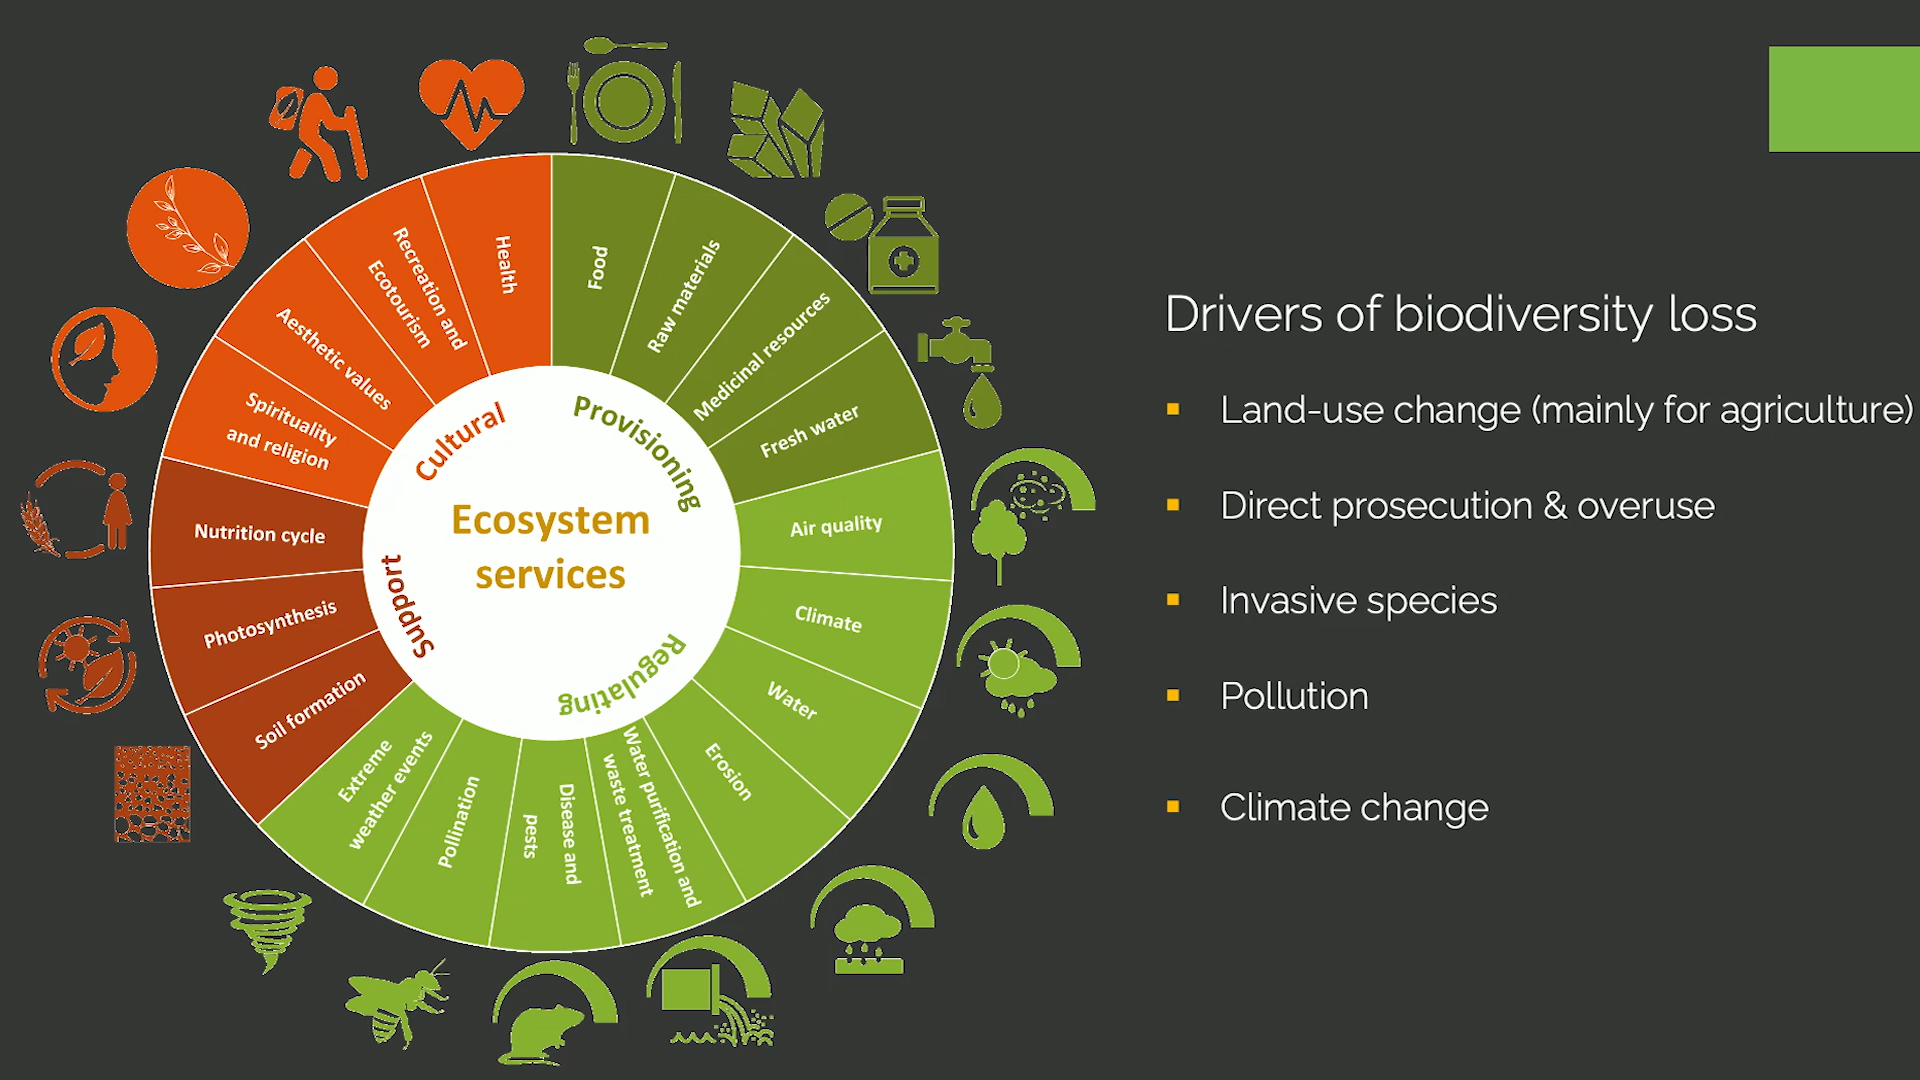 Ecosystem
services
Cultural
Provisioning
Regulating
Support
Health
Food
Raw materials
Medicinal resources
Fresh water
Air quality
Climate
Water
Erosion
Water purification and
waste treatment
Disease and
pests
Pollination
Extreme
weather events
Soil formation
Photosynthesis
Nutrition cycle
Spirituality
and religion
Aesthetic values
Recreation and
Ecotourism
Drivers of biodiversity loss
Land-use change (mainly for agriculture)
Direct prosecution & overuse
Invasive species
Pollution
Climate change